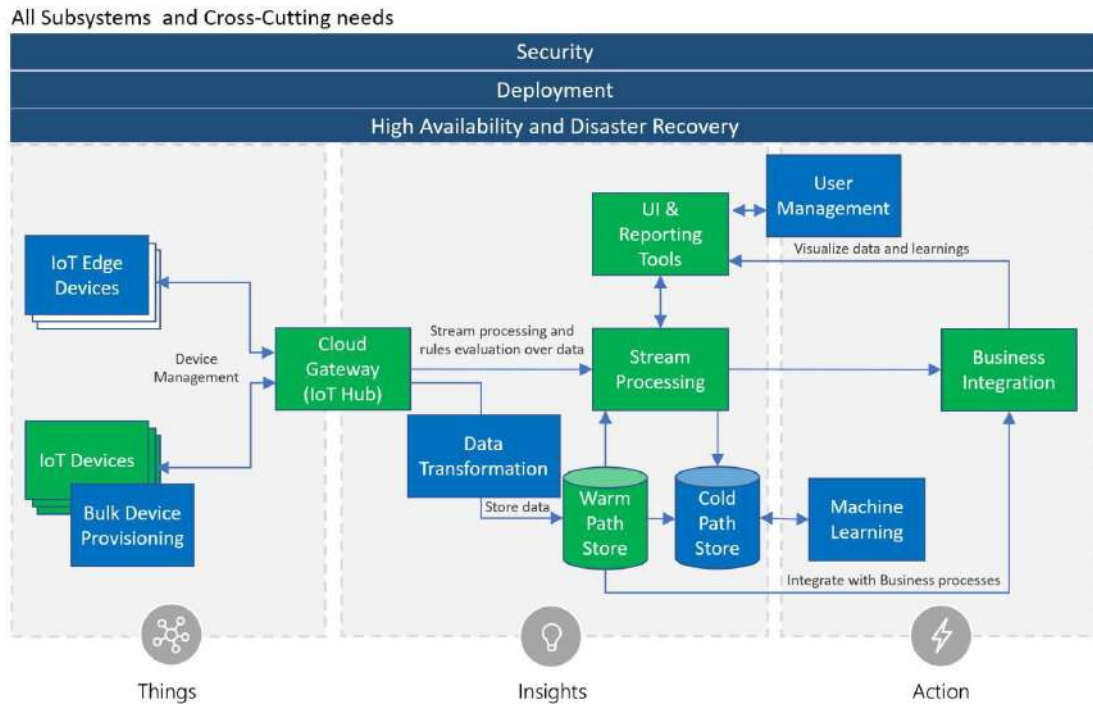 All Subsystems and Cross-Cutting needs
Security
Deployment
High Availability and Disaster Recovery
User
Management
UI &
Reporting
Tools
Visualize data and learnings
IoT Edge
Devices
Device
Management
Cloud
Gateway
(IoT Hub)
Stream processing and
rules evaluation over data
Stream
Processing
Business
Integration
IoT Devices
Bulk Device
Provisioning
Data
Transformation
Store data
Warm
Path
Store
Cold
Path
Store
Machine
Learning
Integrate with Business processes
Things
Insights
Action